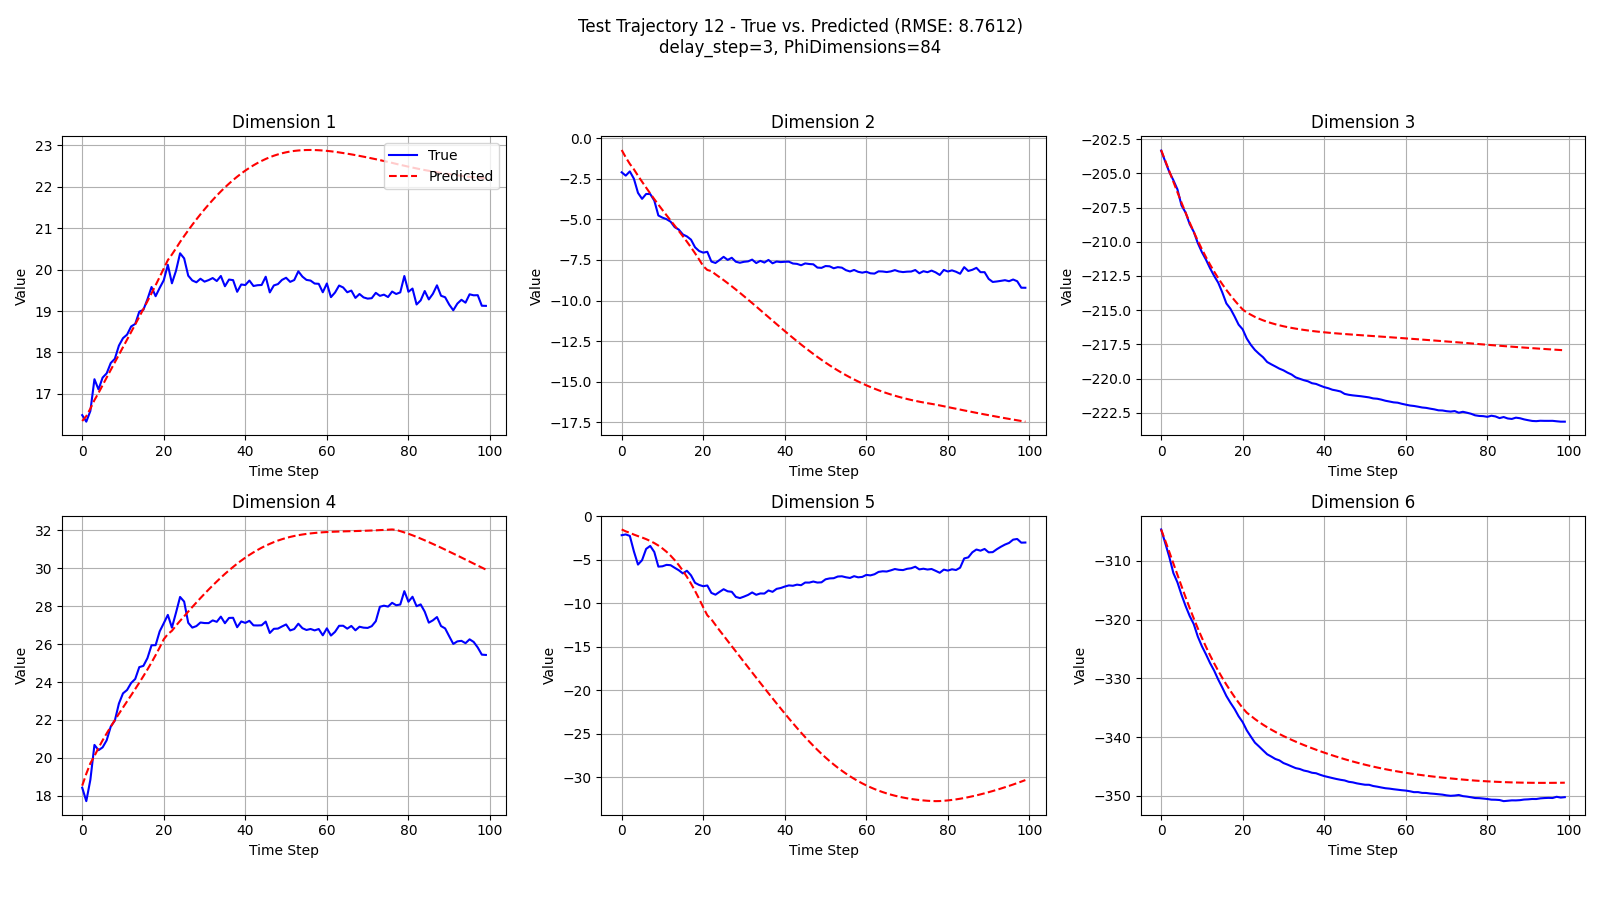 Test Trajectory 12 - True vs. Predicted (RMSE: 8.7612)
delay_step=3, PhiDimensions=84
Dimension 1
Value
23
22
21
20
19
18
17
0 20 40 60 80 100
Time Step
True
Predicted
Dimension 2
Value
0.0
−2.5
−5.0
−7.5
−10.0
−12.5
−15.0
−17.5
0 20 40 60 80 100
Time Step
Dimension 3
Value
−202.5
−205.0
−207.5
−210.0
−212.5
−215.0
−217.5
−220.0
−222.5
0 20 40 60 80 100
Time Step
Dimension 4
Value
32
30
28
26
24
22
20
18
0 20 40 60 80 100
Time Step
Dimension 5
Value
0
−5
−10
−15
−20
−25
−30
0 20 40 60 80 100
Time Step
Dimension 6
Value
−310
−320
−330
−340
−350
0 20 40 60 80 100
Time Step